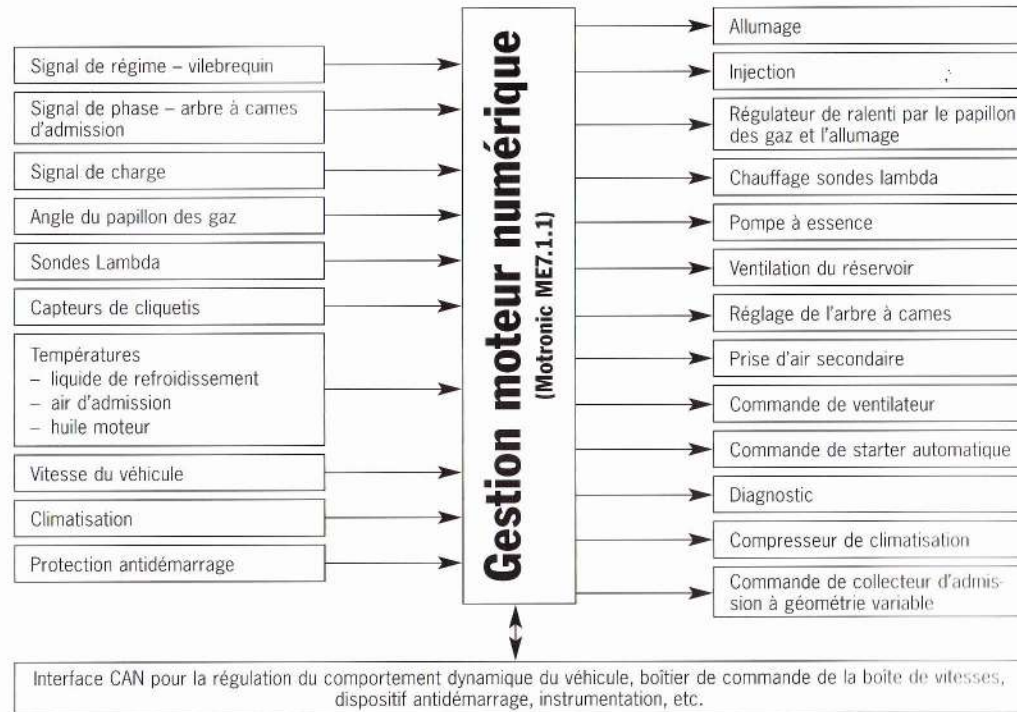 Signal de régime – vilebrequin
Signal de phase – arbre à cames
d'admission
Signal de charge
Angle du papillon des gaz
Sondes Lambda
Capteurs de cliquetis
Températures
– liquide de refroidissement
– air d'admission
– huile moteur
Vitesse du véhicule
Climatisation
Protection antidémarrage
Gestion moteur numérique
(Motronic ME7.1.1)
Allumage
Injection
Régulateur de ralenti par le papillon
des gaz et l'allumage
Chauffage sondes lambda
Pompe à essence
Ventilation du réservoir
Réglage de l'arbre à cames
Prise d'air secondaire
Commande de ventilateur
Commande de starter automatique
Diagnostic
Compresseur de climatisation
Commande de collecteur d'admis-
sion à géométrie variable
Interface CAN pour la régulation du comportement dynamique du véhicule, boîtier de commande de la boîte de vitesses,
dispositif antidémarrage, instrumentation, etc.